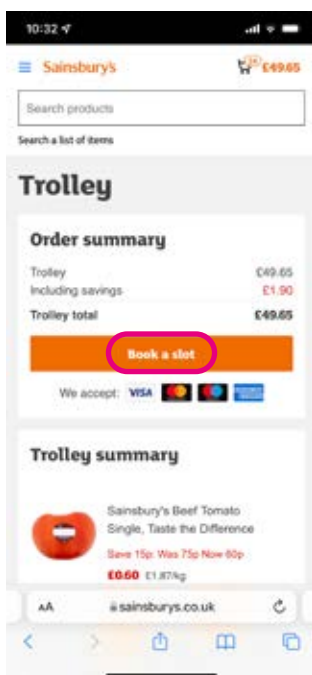 10:32
Sainsbury's
£49.65
Search products
Search a list of items
Trolley
Order summary
Trolley £49.65
Including savings £1.90
Trolley total £49.65
Book a slot
We accept: VISA
Trolley summary
Sainsbury's Beef Tomato
Single, Taste the Difference
Save 15p: Was 75p Now 60p
£0.60 £1.87/kg
AA sainsburys.co.uk